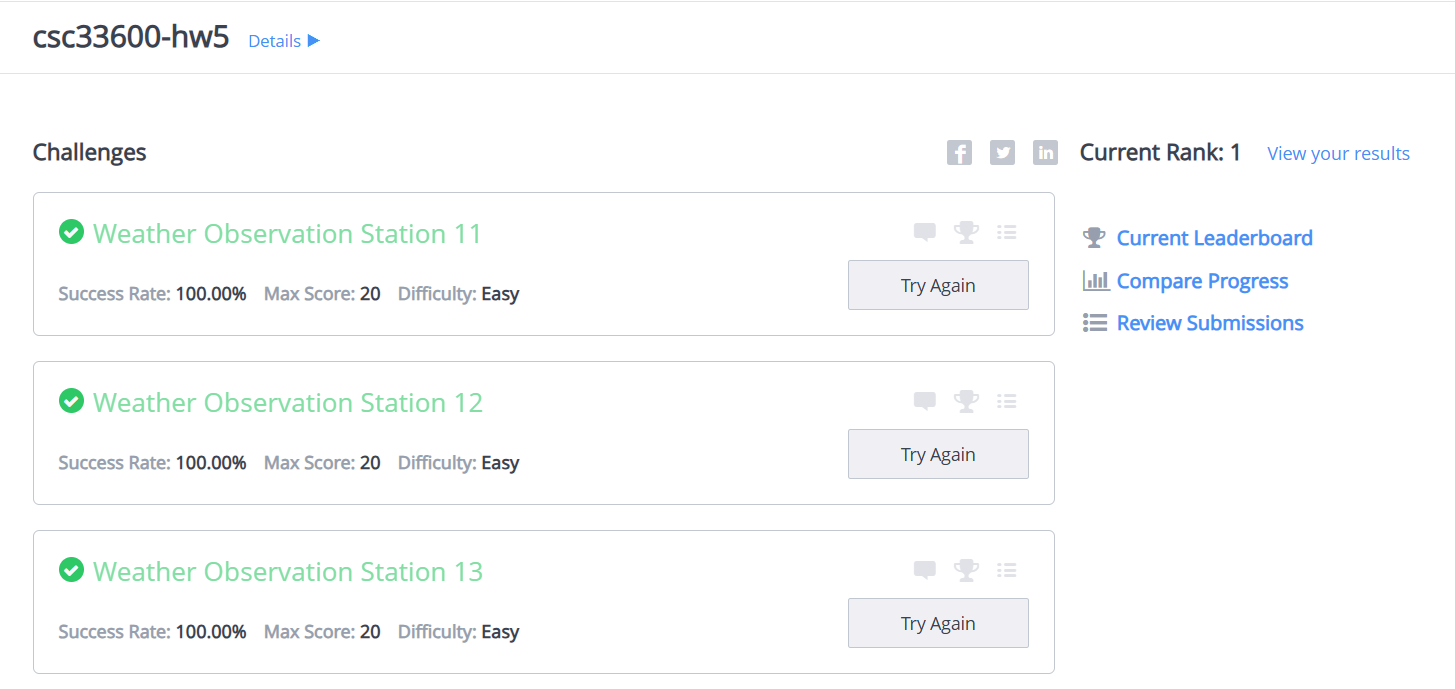 csc33600-hw5 Details ▶
Challenges
Current Rank: 1 View your results
Weather Observation Station 11
Success Rate: 100.00% Max Score: 20 Difficulty: Easy
Try Again
Weather Observation Station 12
Success Rate: 100.00% Max Score: 20 Difficulty: Easy
Try Again
Weather Observation Station 13
Success Rate: 100.00% Max Score: 20 Difficulty: Easy
Try Again
Current Leaderboard
Compare Progress
Review Submissions